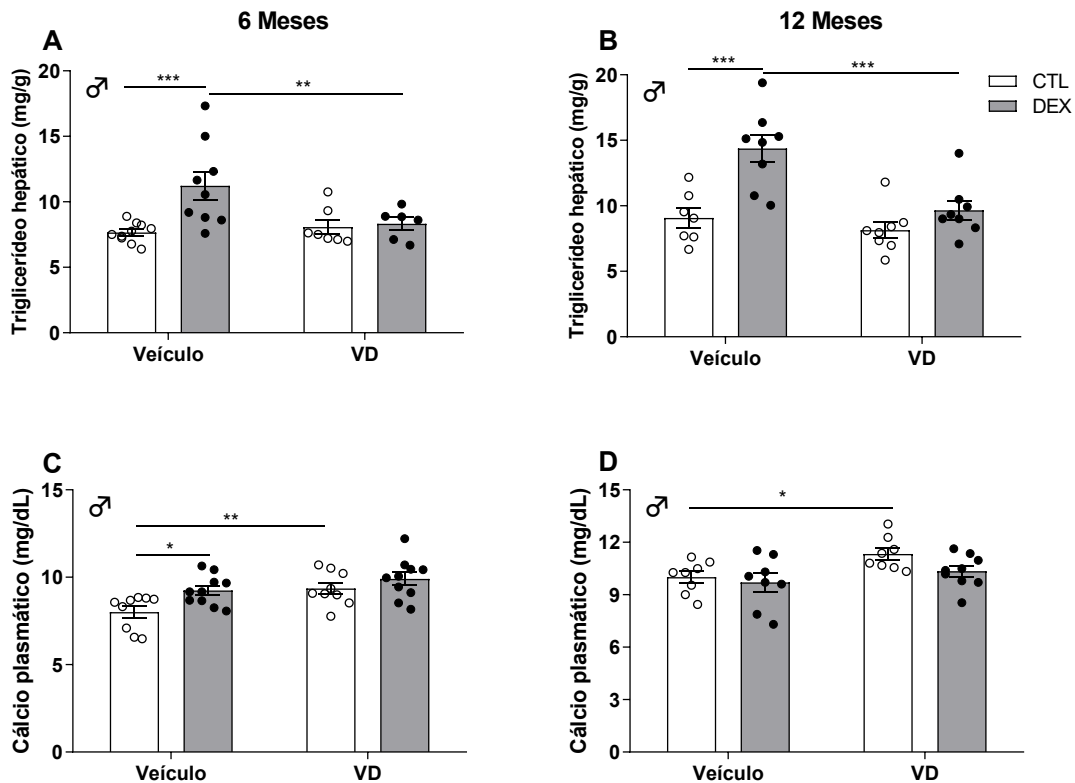 6 Meses
12 Meses
A
Triglicerídeo hepático (mg/g)
20
15
10
5
0
♂
***
**
Veículo
VD
B
Triglicerídeo hepático (mg/g)
20
15
10
5
0
♂
***
***
Veículo
VD
CTL
DEX
C
Cálcio plasmático (mg/dL)
15
10
5
0
♂
**
*
Veículo
VD
D
Cálcio plasmático (mg/dL)
15
12
9
6
3
0
♂
*
Veículo
VD